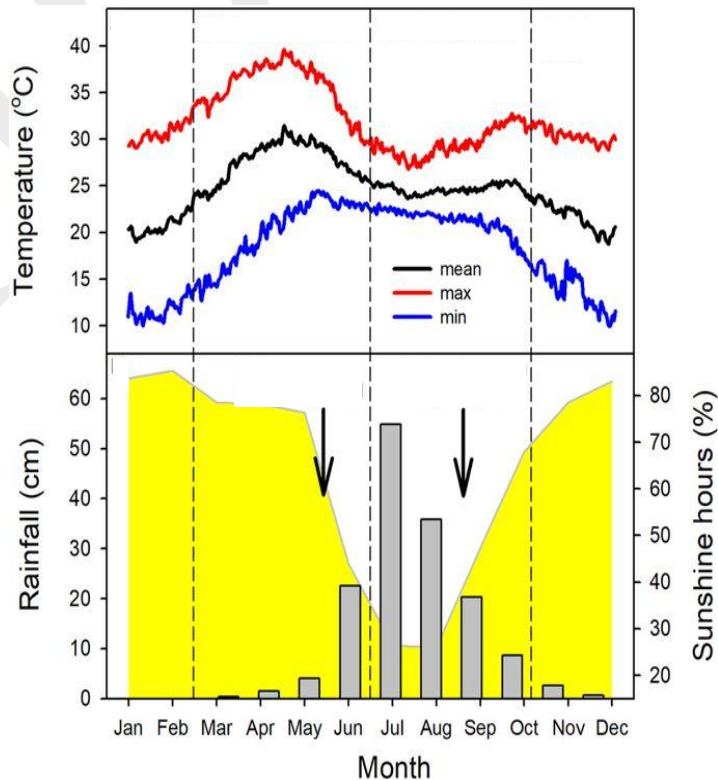 Temperature (°C)
40
35
30
25
20
15
10
mean
max
min
Rainfall (cm)
60
50
40
30
20
10
0
Sunshine hours (%)
80
70
60
50
40
30
20
Jan Feb Mar Apr May Jun Jul Aug Sep Oct Nov Dec
Month